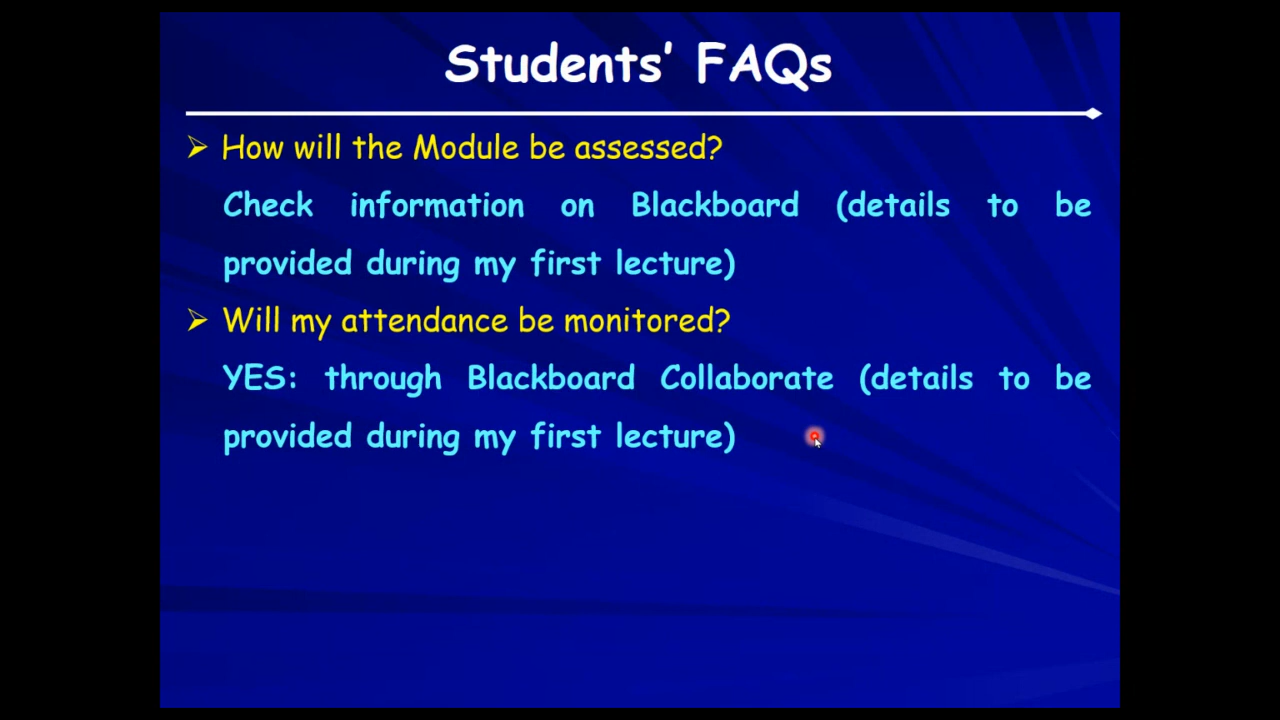 Students’ FAQs
➢ How will the Module be assessed?
Check information on Blackboard (details to be
provided during my first lecture)
➢ Will my attendance be monitored?
YES: through Blackboard Collaborate (details to be
provided during my first lecture)